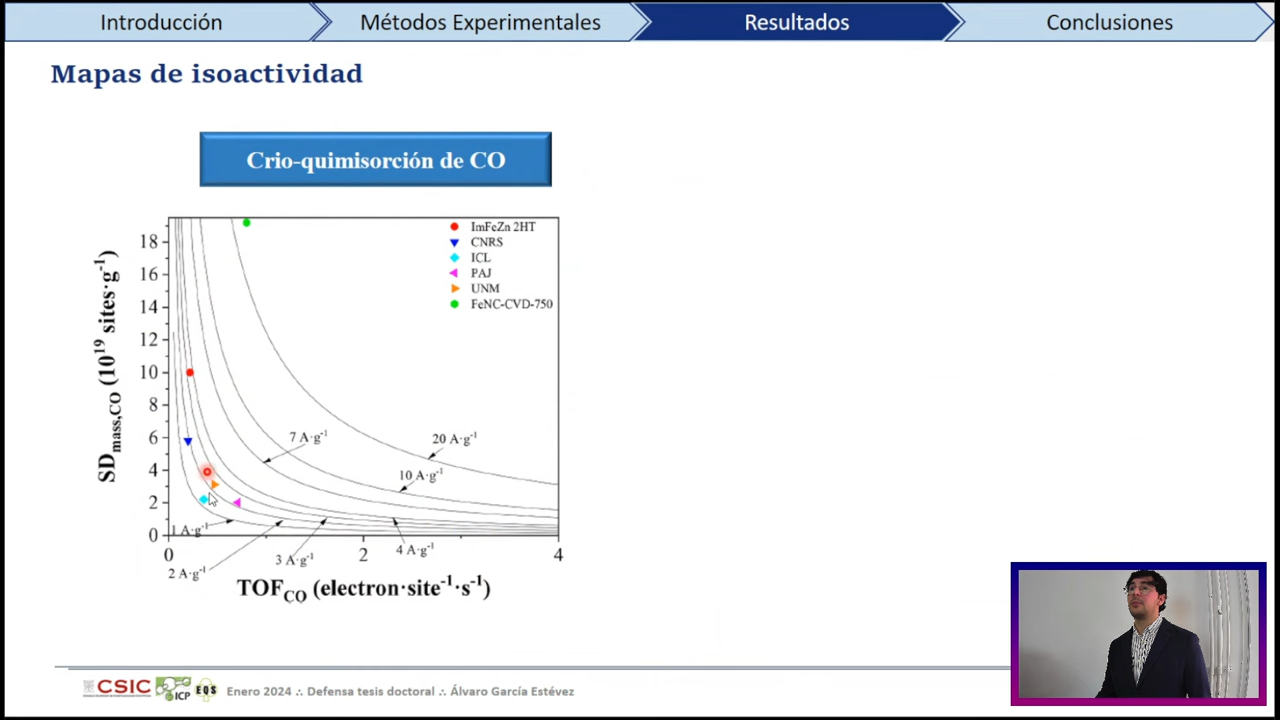 Introducción
Métodos Experimentales
Resultados
Conclusiones
Mapas de isoactividad
Crio-quimisorción de CO
ImFeZn 2HT
CNRS
ICL
PAJ
UNM
FeNC-CVD-750
18
16
14
12
10
8
6
4
2
0
SDmass,CO (10¹⁹ sites·g⁻¹)
7 A·g⁻¹
20 A·g⁻¹
10 A·g⁻¹
1 A·g⁻¹
2 A·g⁻¹
3 A·g⁻¹
4 A·g⁻¹
0 2 4
TOFCO (electron·site⁻¹·s⁻¹)
CSIC
ICP
EQS
Enero 2024 ∴ Defensa tesis doctoral ∴ Álvaro García Estévez